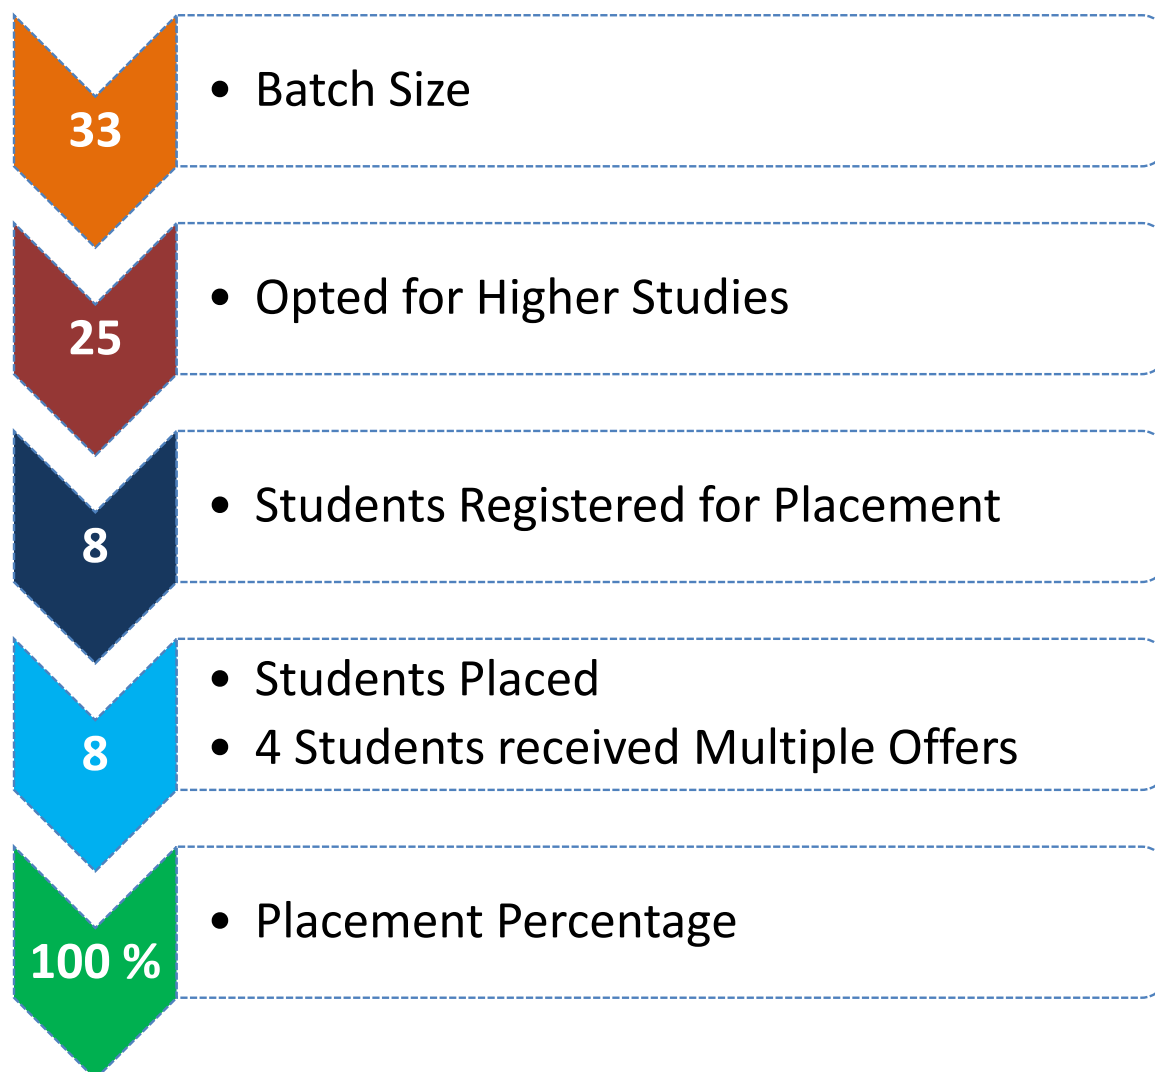 33
• Batch Size
25
• Opted for Higher Studies
8
• Students Registered for Placement
8
• Students Placed
• 4 Students received Multiple Offers
100 %
• Placement Percentage